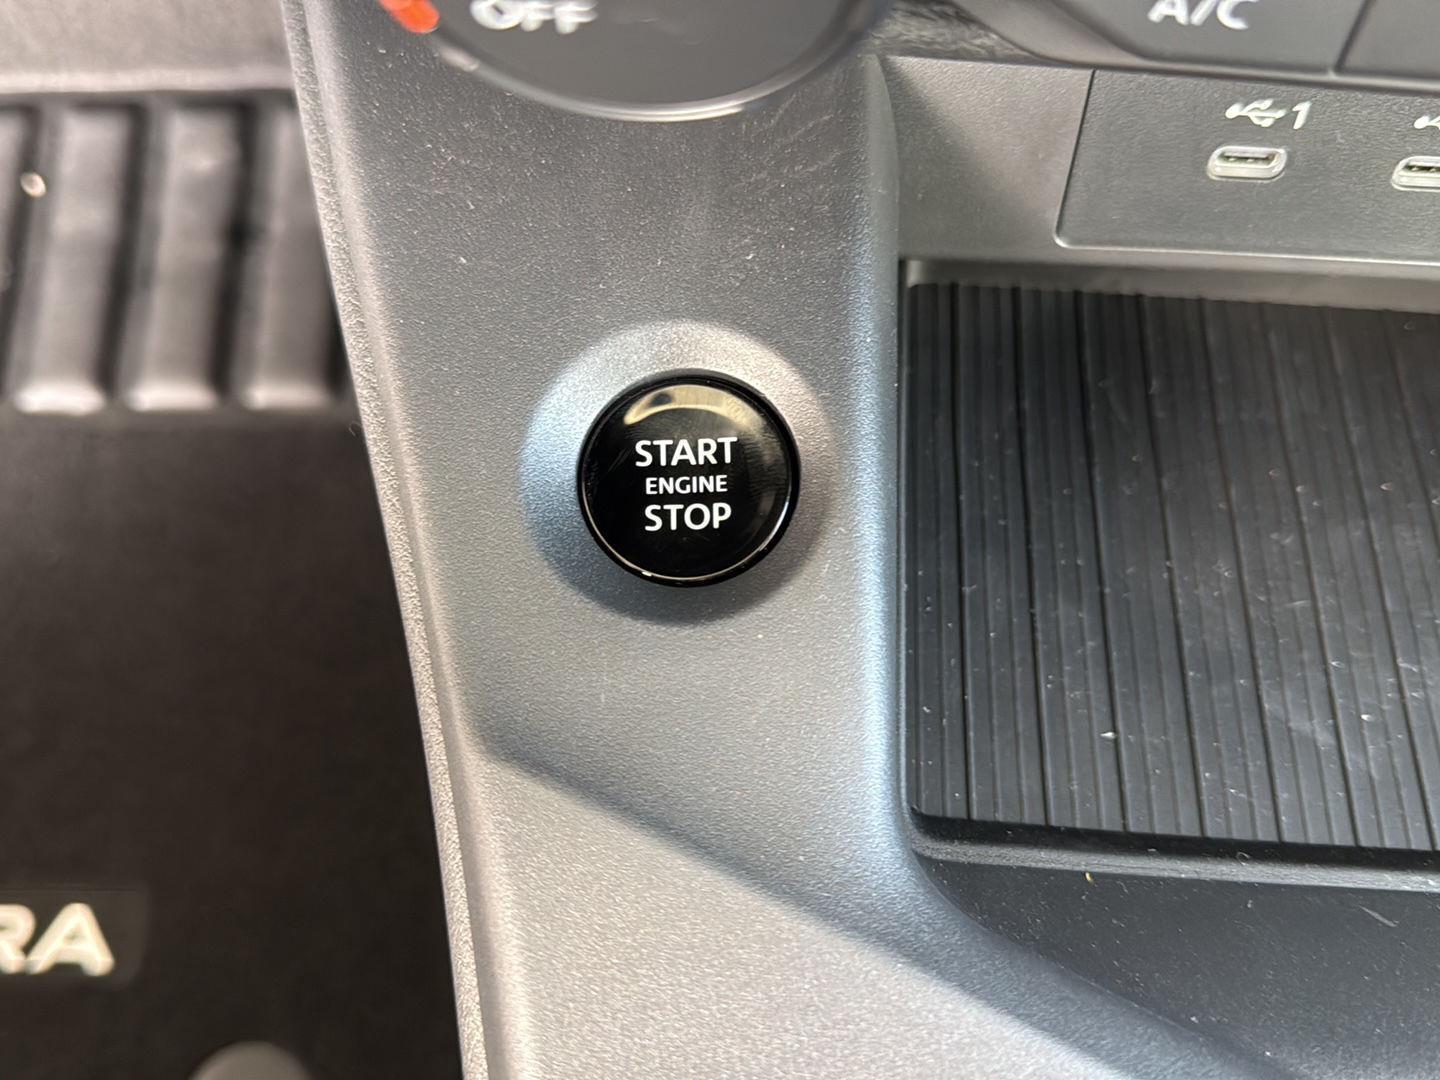 OFF
A/C
1
START
ENGINE
STOP
RA